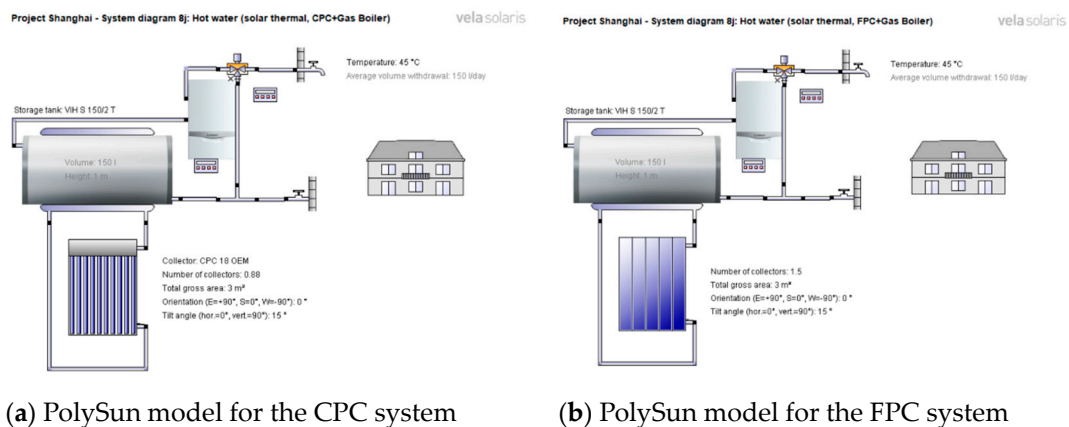 Project Shanghai - System diagram 8j: Hot water (solar thermal, CPC+Gas Boiler)
velasolaris
Temperature: 45 °C
Average volume withdrawal: 150 l/day
Storage tank: VIH S 150/2 T
Volume: 150 l
Height: 1 m
Collector: CPC 18 OEM
Number of collectors: 0.88
Total gross area: 3 m²
Orientation (E=+90°, S=0°, W=-90°): 0 °
Tilt angle (hor.=0°, vert.=90°): 15 °
(a) PolySun model for the CPC system
Project Shanghai - System diagram 8j: Hot water (solar thermal, FPC+Gas Boiler)
velasolaris
Temperature: 45 °C
Average volume withdrawal: 150 l/day
Storage tank: VIH S 150/2 T
Volume: 150 l
Height: 1 m
Number of collectors: 1.5
Total gross area: 3 m²
Orientation (E=+90°, S=0°, W=-90°): 0 °
Tilt angle (hor.=0°, vert.=90°): 15 °
(b) PolySun model for the FPC system